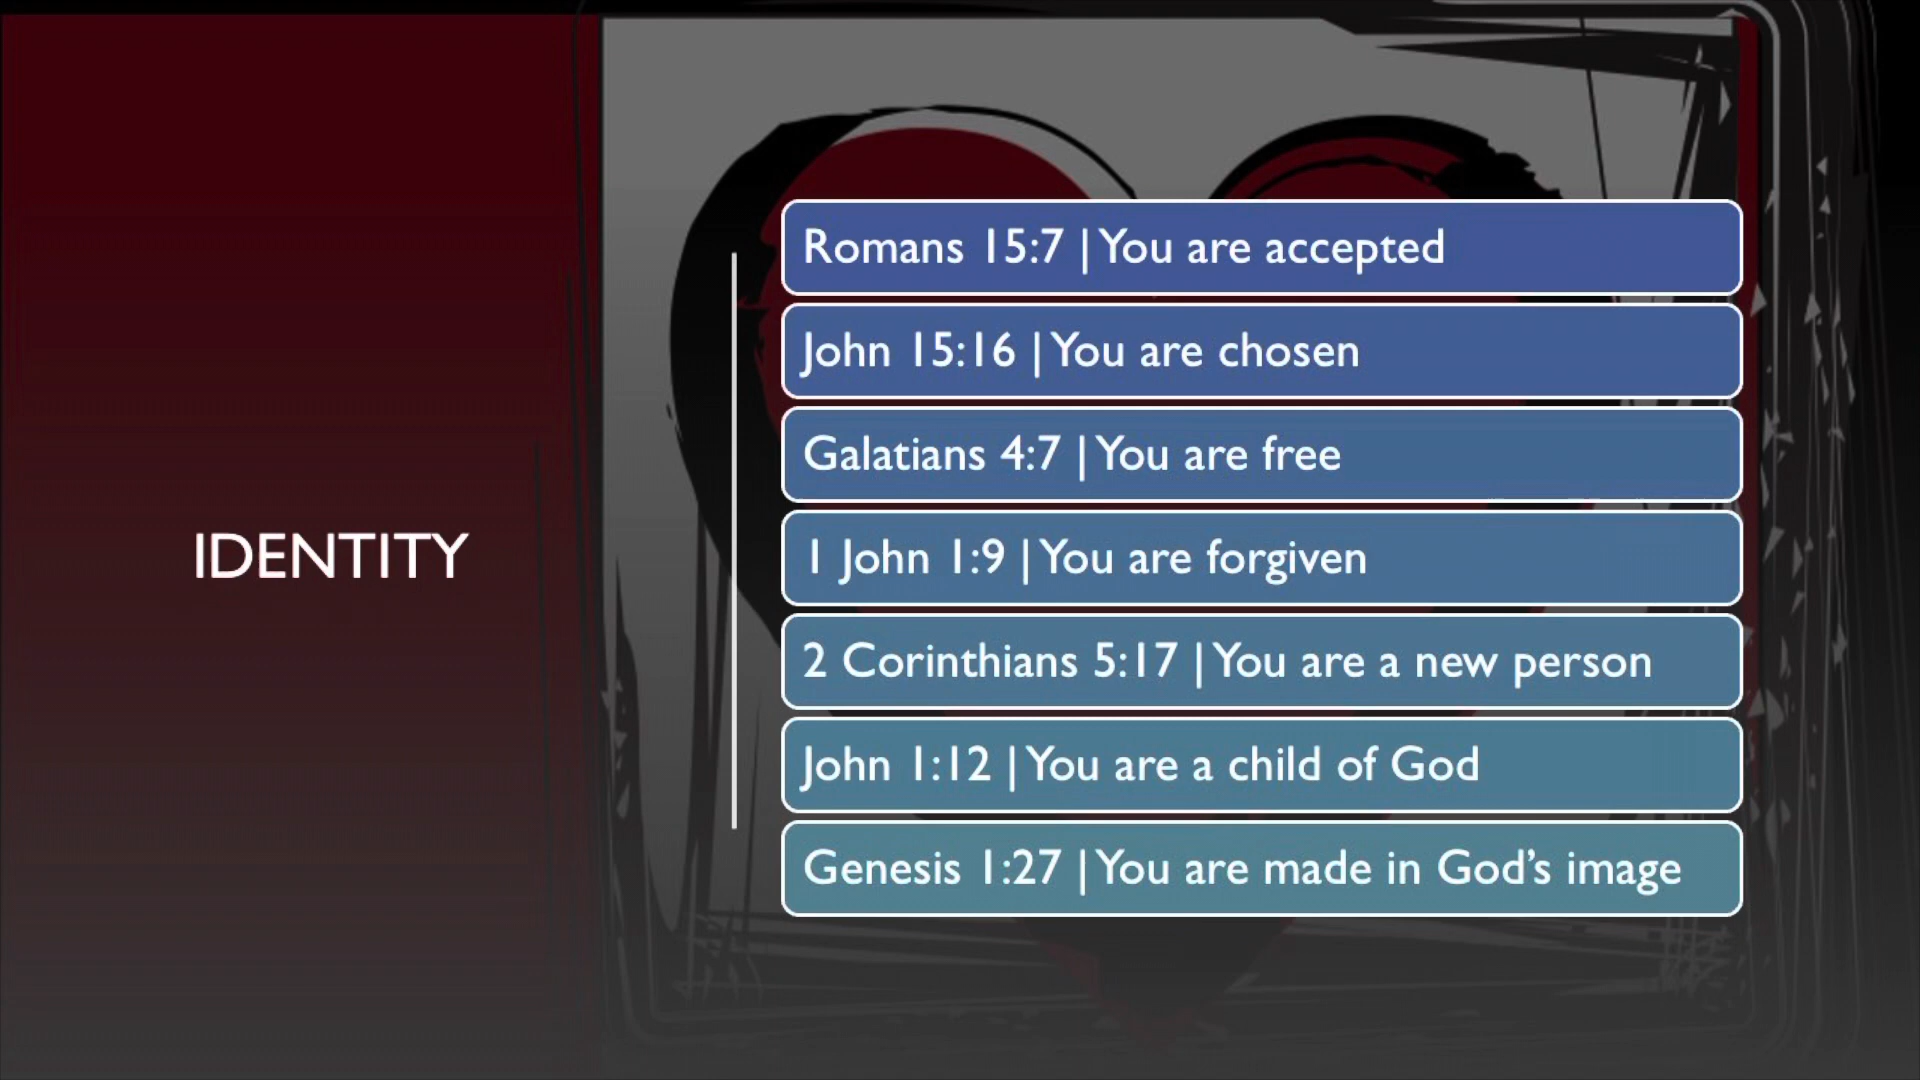 IDENTITY
Romans 15:7 | You are accepted
John 15:16 | You are chosen
Galatians 4:7 | You are free
1 John 1:9 | You are forgiven
2 Corinthians 5:17 | You are a new person
John 1:12 | You are a child of God
Genesis 1:27 | You are made in God’s image